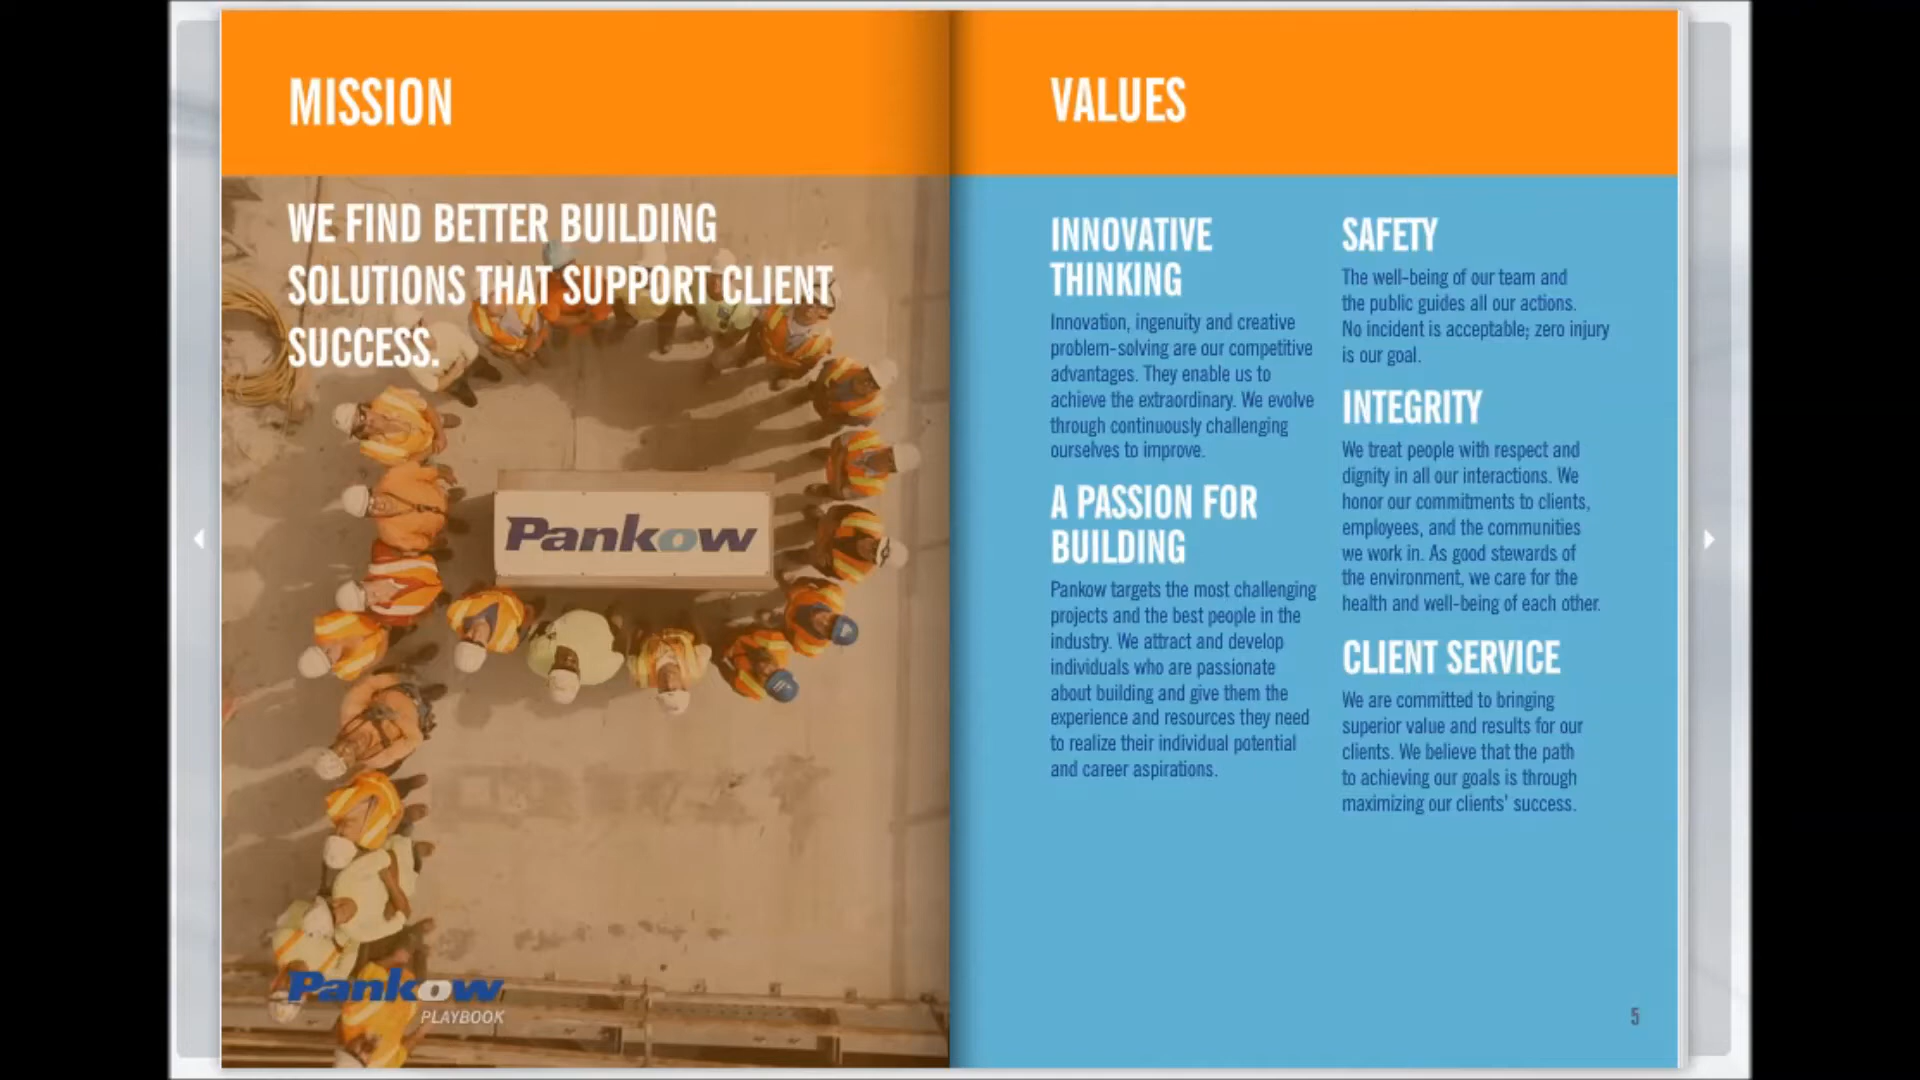 MISSION
WE FIND BETTER BUILDING
SOLUTIONS THAT SUPPORT CLIENT
SUCCESS.
Pankow
Pankow
PLAYBOOK
VALUES
INNOVATIVE
THINKING
Innovation, ingenuity and creative
problem-solving are our competitive
advantages. They enable us to
achieve the extraordinary. We evolve
through continuously challenging
ourselves to improve.
A PASSION FOR
BUILDING
Pankow targets the most challenging
projects and the best people in the
industry. We attract and develop
individuals who are passionate
about building and give them the
experience and resources they need
to realize their individual potential
and career aspirations.
SAFETY
The well-being of our team and
the public guides all our actions.
No incident is acceptable; zero injury
is our goal.
INTEGRITY
We treat people with respect and
dignity in all our interactions. We
honor our commitments to clients,
employees, and the communities
we work in. As good stewards of
the environment, we care for the
health and well-being of each other.
CLIENT SERVICE
We are committed to bringing
superior value and results for our
clients. We believe that the path
to achieving our goals is through
maximizing our clients' success.
5